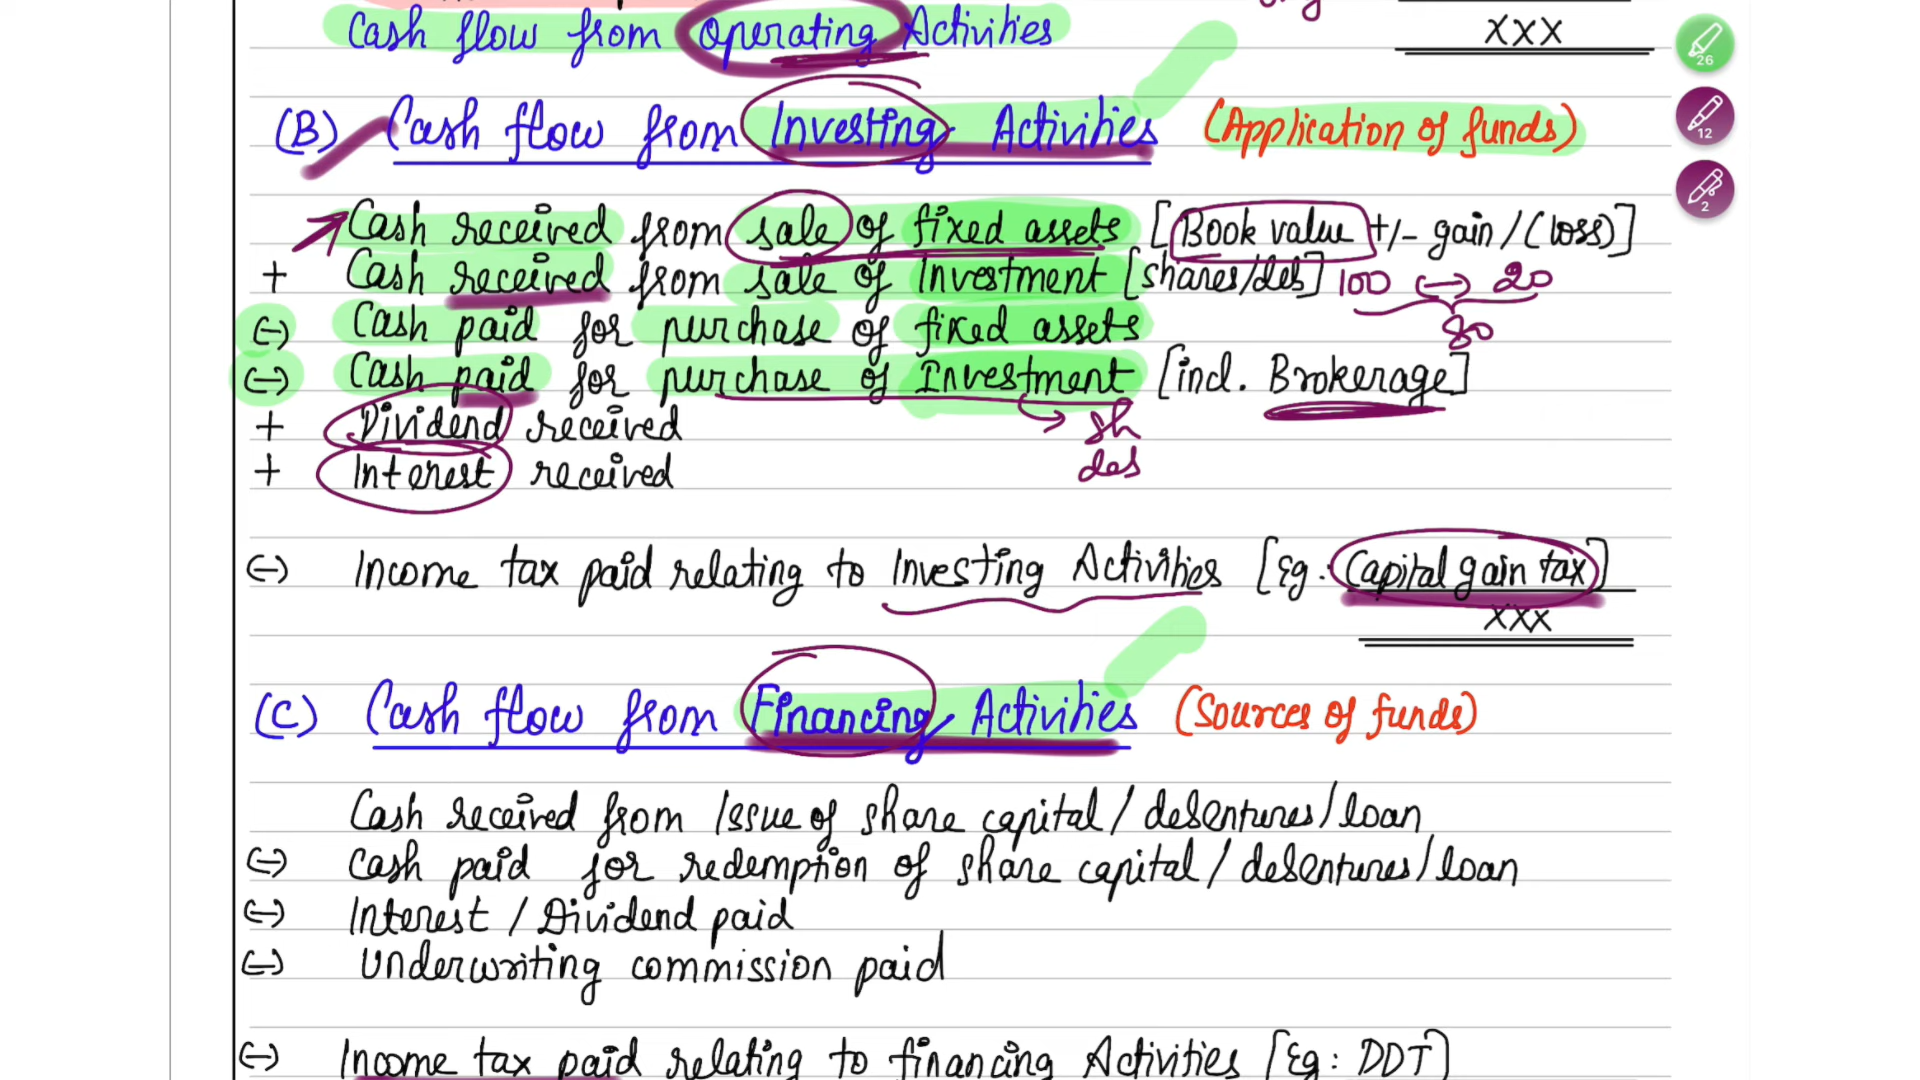 Cash flow from Operating Activities XXX
26
(B) Cash flow from Investing Activities (Application of funds)
12
2
Cash received from sale of fixed assets [Book value +/- gain/(loss)]
+ Cash received from sale of Investment [shares/deb] 100 (-) 20
(-) Cash paid for purchase of fixed assets
80
(-) Cash paid for purchase of Investment [incl. Brokerage]
+ Dividend received
sh
+ Interest received
deb
(-) Income tax paid relating to Investing Activities [Eg. Capital gain tax]
XXX
(C) Cash flow from Financing Activities (Sources of funds)
Cash received from Issue of share capital/debentures/loan
(-) Cash paid for redemption of share capital/debentures/loan
(-) Interest/Dividend paid
(-) Underwriting commission paid
(-) Income tax paid relating to financing Activities [Eg: DDT]